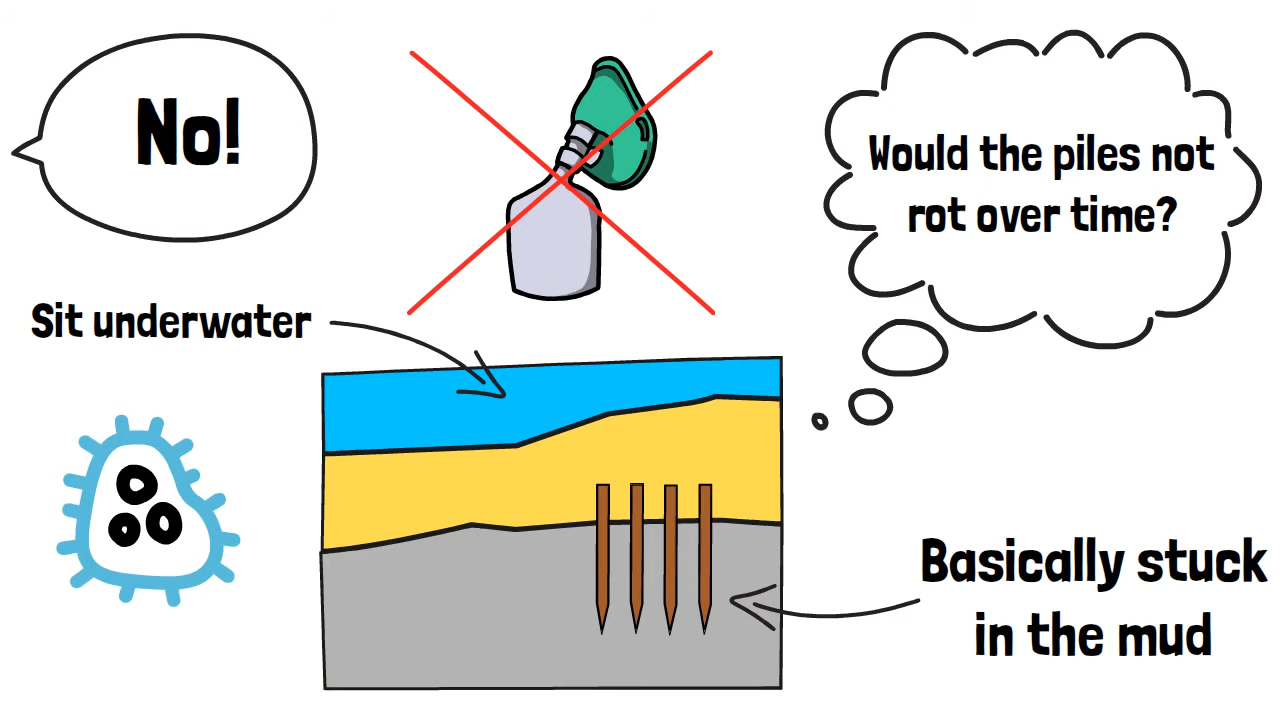 No!
Would the piles not
rot over time?
Sit underwater
Basically stuck
in the mud